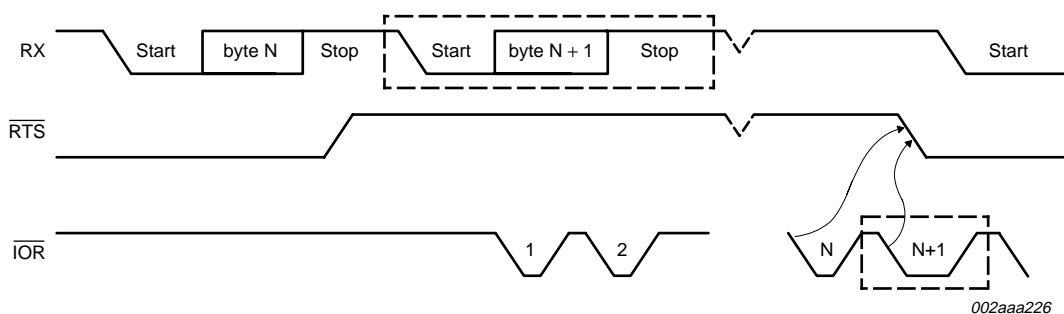 RX Start byte N Stop Start byte N + 1 Stop Start
RTS
IOR 1 2 N N+1
002aaa226